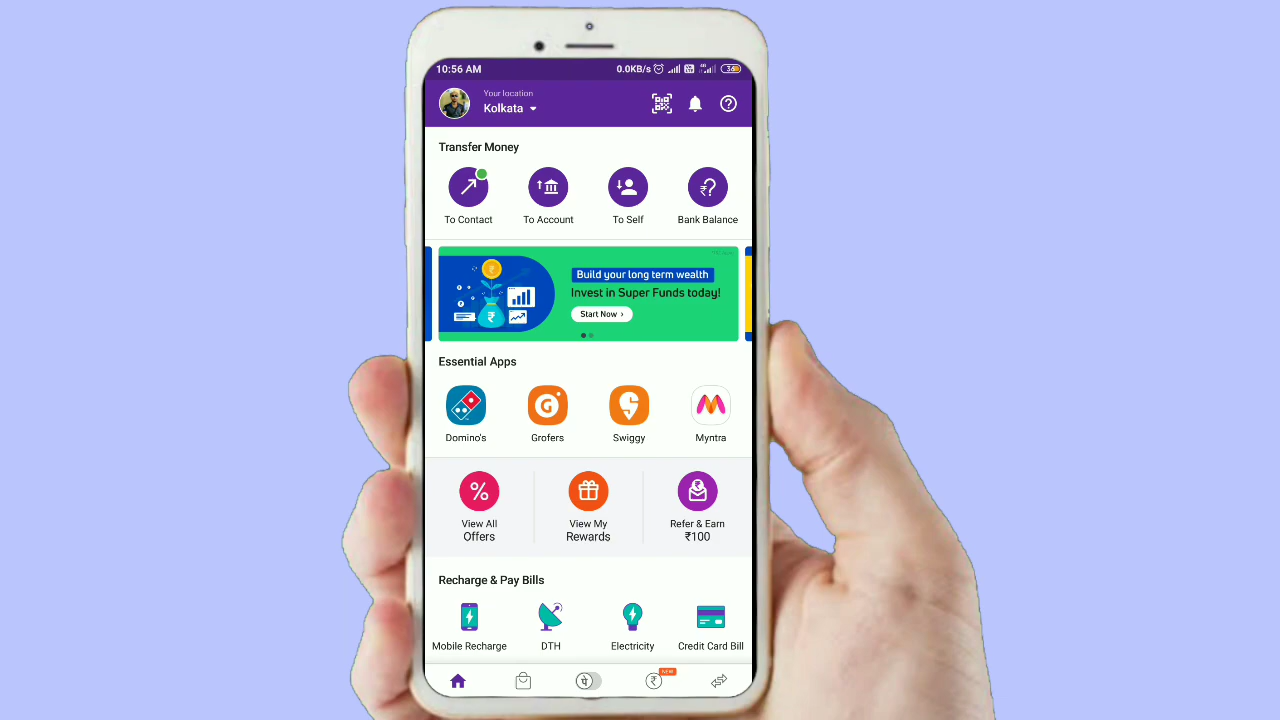 10:56 AM
0.0KB/s
36
Your location
Kolkata
Transfer Money
To Contact
To Account
To Self
Bank Balance
Build your long term wealth
Invest in Super Funds today!
Start Now ›
Essential Apps
Domino's
Grofers
Swiggy
Myntra
View All
Offers
View My
Rewards
Refer & Earn
₹100
Recharge & Pay Bills
Mobile Recharge
DTH
Electricity
Credit Card Bill
NEW